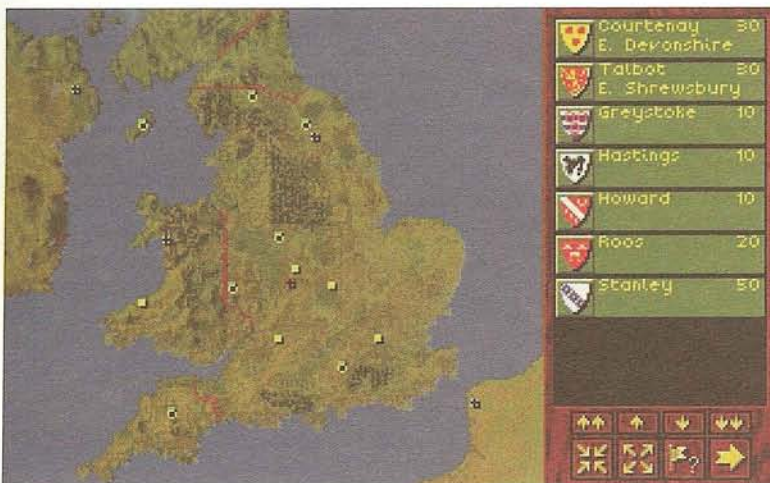 Courtenay 30
E. Devonshire
Talbot 30
E. Shrewsbury
Greystoke 10
Hastings 10
Howard 10
Roos 20
Stanley 50
?